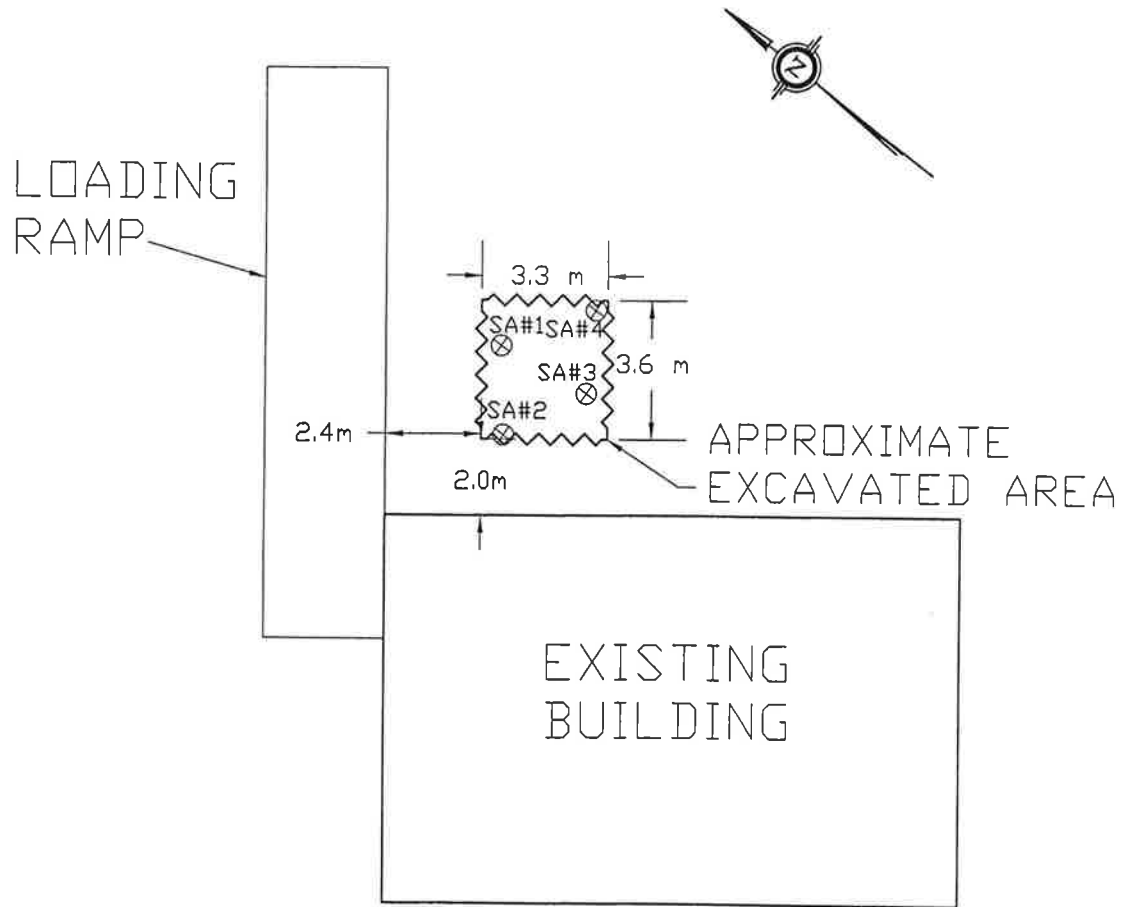 N
LOADING
RAMP
3.3 m
SA#1 SA#4
3.6 m
SA#3
SA#2
2.4m
2.0m
APPROXIMATE
EXCAVATED AREA
EXISTING
BUILDING